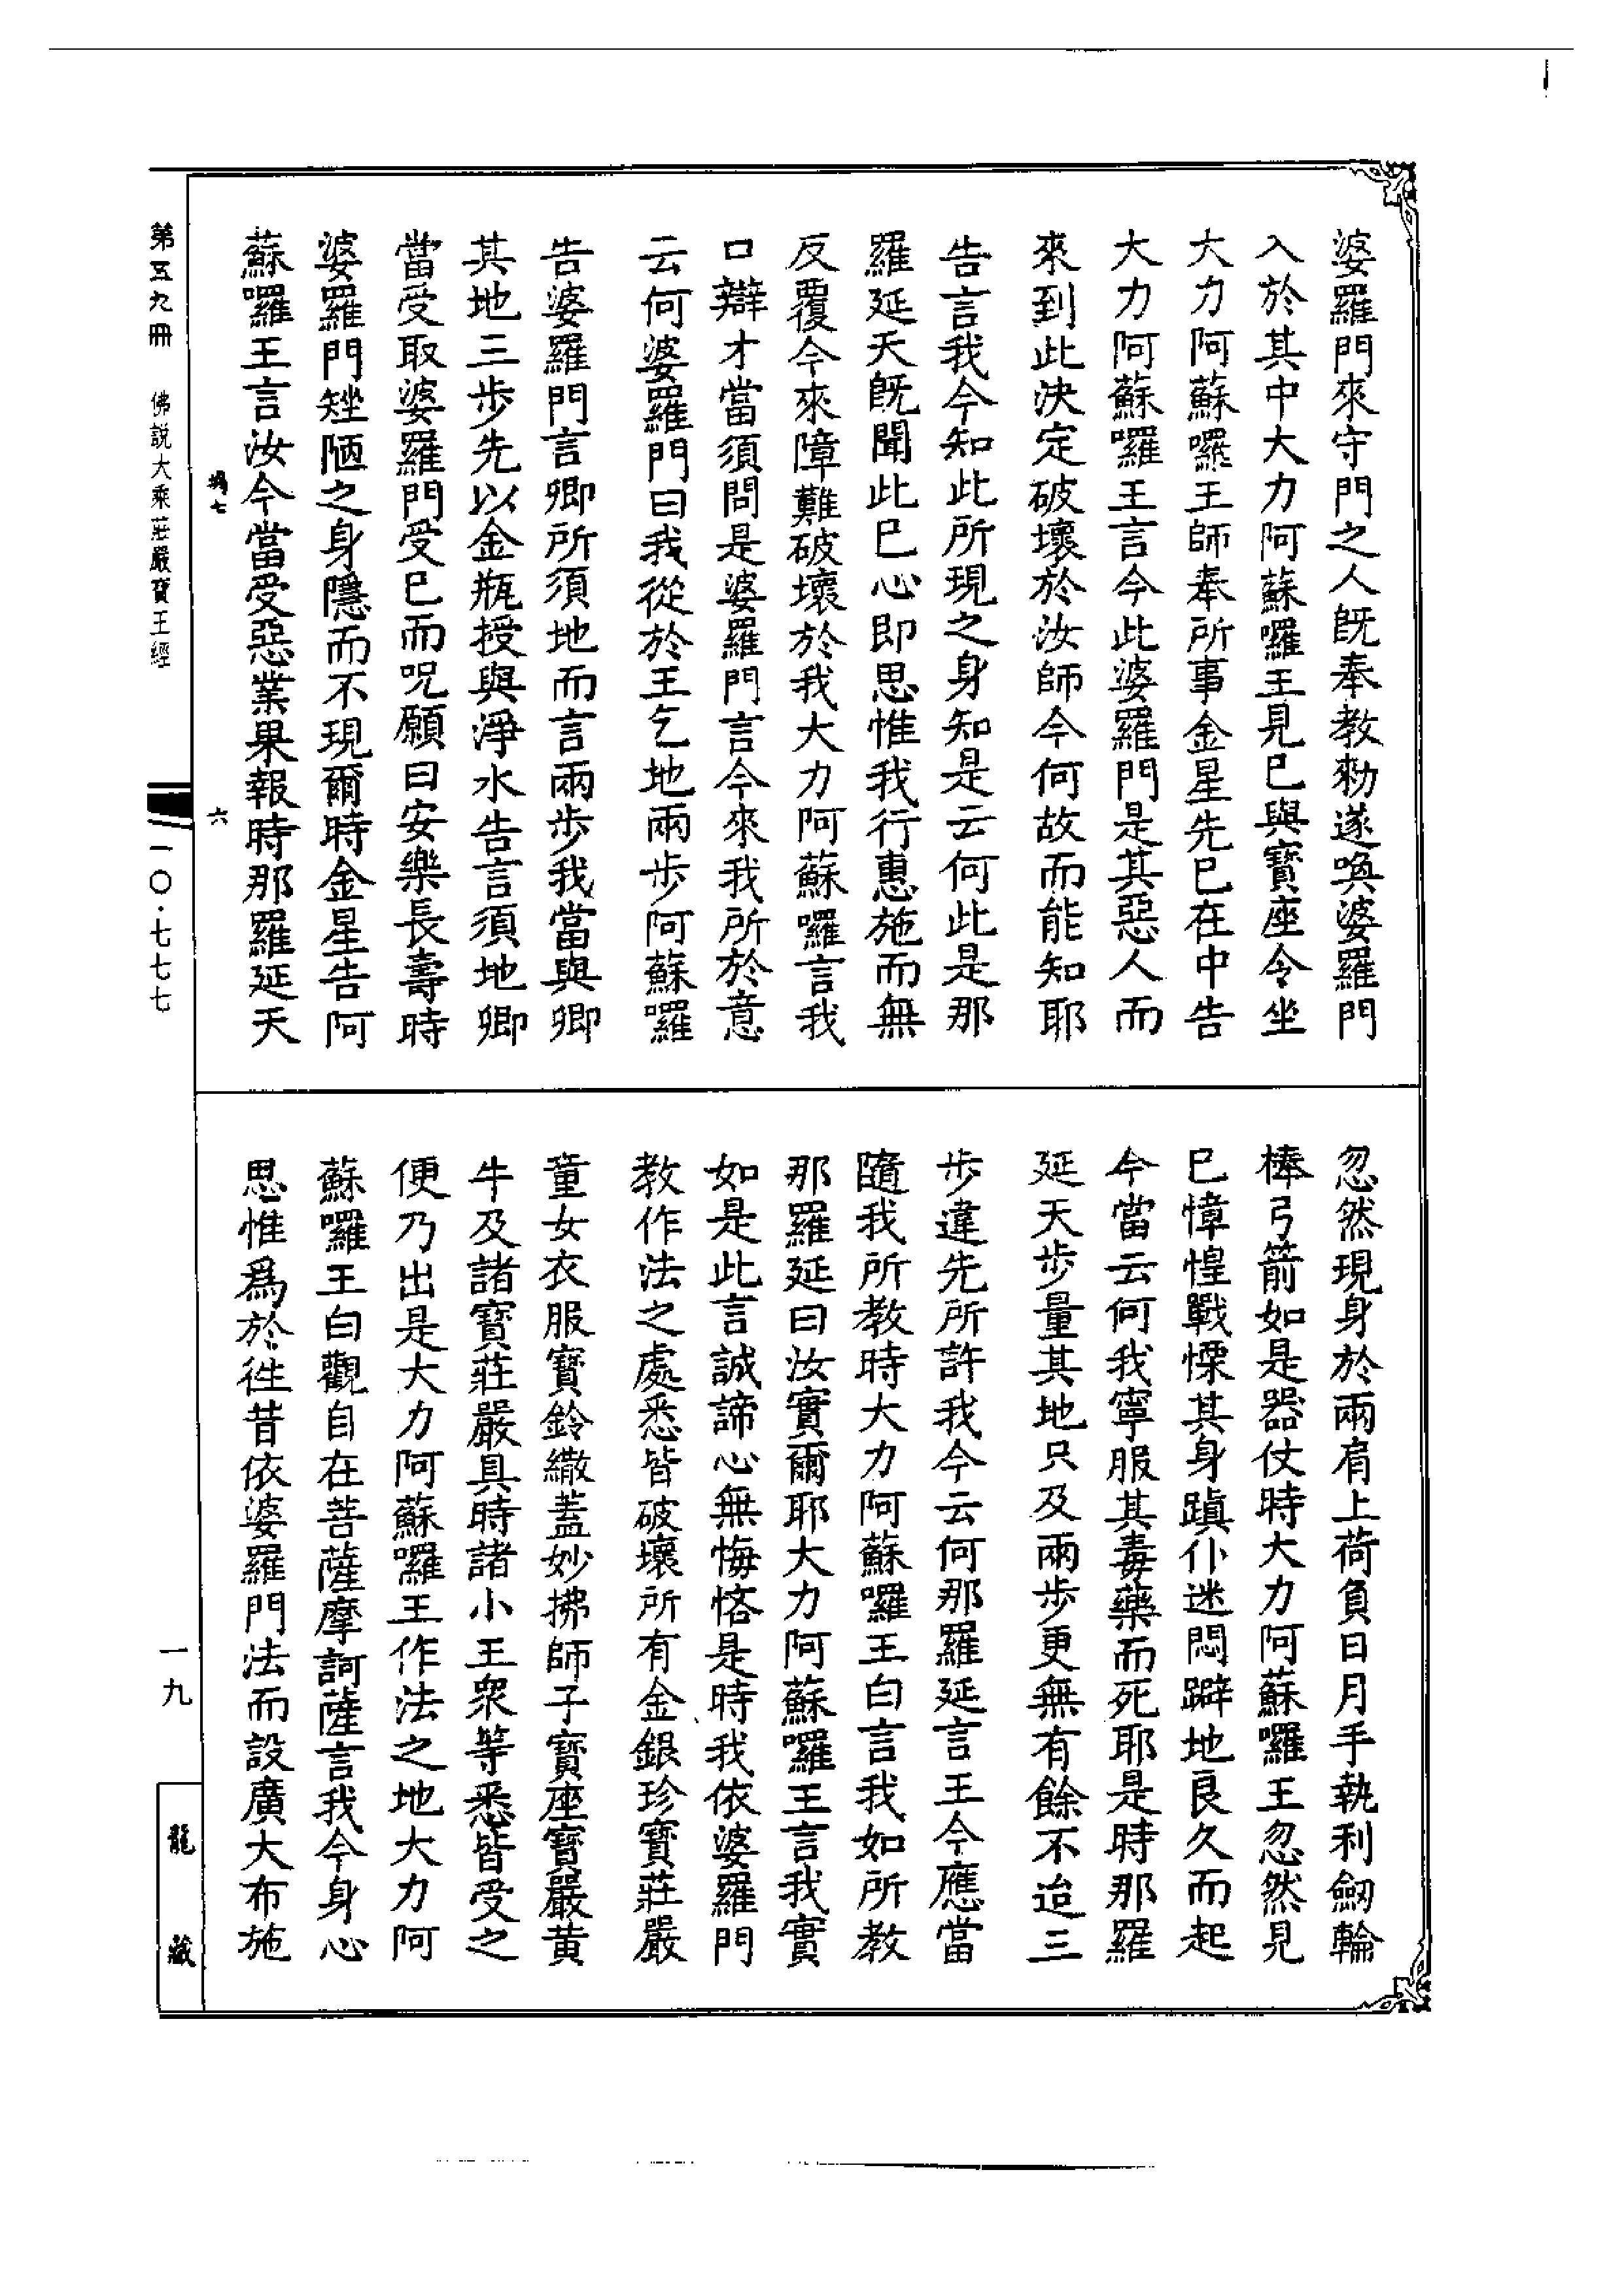 婆羅門來守門之人既奉教勑遂喚婆羅門
入於其中大力阿蘇囉王見已與寶座令坐
大力阿蘇囉王師奉所事金星先已在中告
大力阿蘇囉王言今此婆羅門是其惡人而
來到此決定破壞於汝師今何故而能知耶
告言我今知此所現之身知是云何此是那
羅延天既聞此已心即思惟我行惠施而無
反覆今來障難破壞於我大力阿蘇囉言我
口辯才當須問是婆羅門言今來我所於意
云何婆羅門曰我從於王乞地兩步阿蘇囉
告婆羅門言卿所須地而言兩步我當與卿
其地三步先以金瓶授與淨水告言須地卿
當受取婆羅門受已而呪願曰安樂長壽時
婆羅門矬陋之身隱而不現爾時金星告阿
蘇囉王言汝今當受惡業果報時那羅延天
忽然現身於兩肩上荷負日月手執利劒輪
棒弓箭如是器仗時大力阿蘇囉王忽然見
已慞惶戰慄其身蹎仆迷悶躃地良久而起
今當云何我寧服其毒藥而死耶是時那羅
延天步量其地只及兩步更無有餘不迨三
步違先所許我今云何那羅延言王今應當
隨我所教時大力阿蘇囉王白言我如所教
那羅延曰汝實爾耶大力阿蘇囉王言我實
如是此言誠諦心無悔悋是時我依婆羅門
教作法之處悉皆破壞所有金銀珍寶莊嚴
童女衣服寶鈴繖蓋妙拂師子寶座寶嚴黄
牛及諸寶莊嚴具時諸小王衆等悉皆受之
便乃出是大力阿蘇囉王作法之地大力阿
蘇囉王白觀自在菩薩摩訶薩言我今身心
思惟爲於徃昔依婆羅門法而設廣大布施
第五九冊 佛說大乘莊嚴寶王經
一〇·七七七
一九
龍藏
六